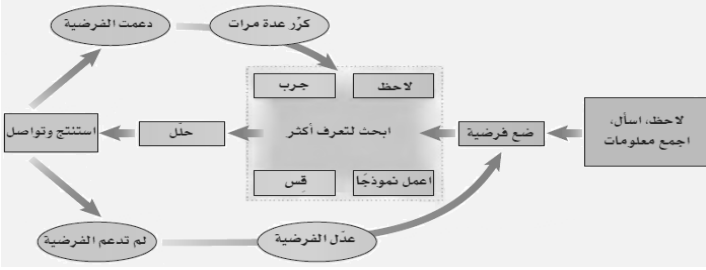 دعمت الفرضية
كرّر عدة مرات
جرب
لاحظ
لاحظ، اسأل،
اجمع معلومات
ضع فرضية
ابحث لتعرف أكثر
حلّل
استنتج وتواصل
قِس
اعمل نموذجًا
لم تدعم الفرضية
عدّل الفرضية